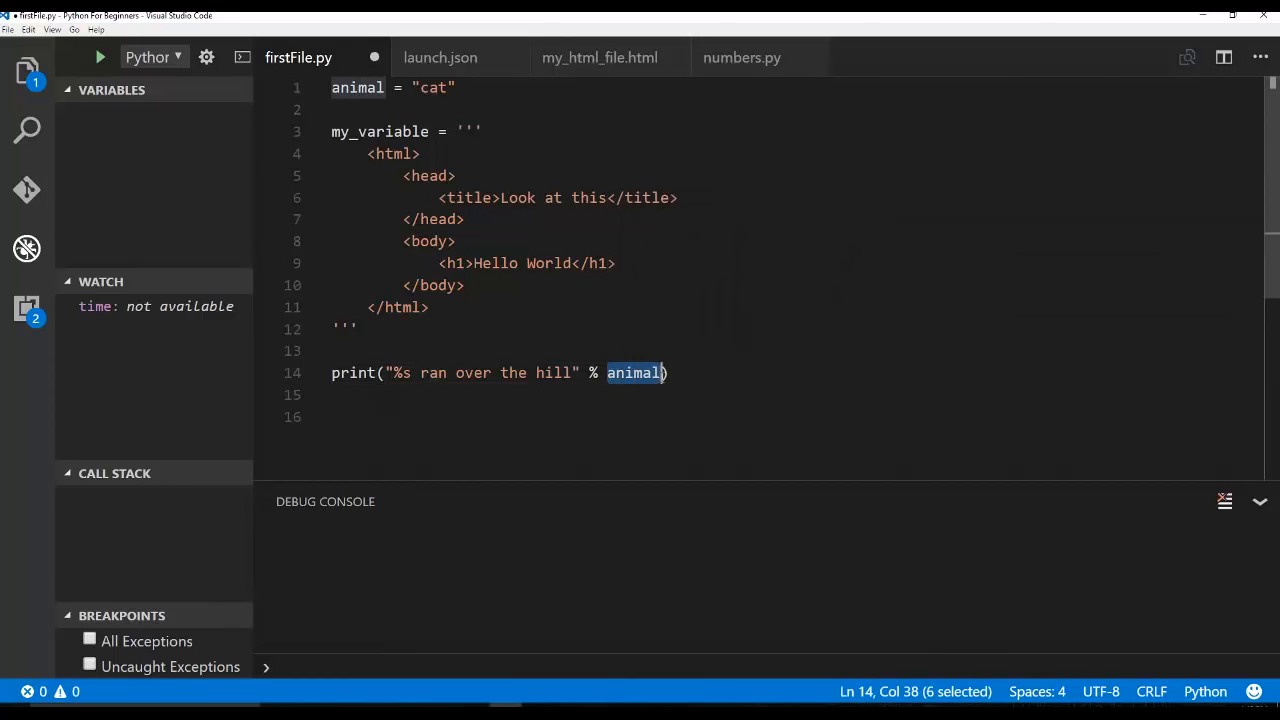 ● firstFile.py - Python For Beginners - Visual Studio Code
File Edit View Go Help
Python
firstFile.py
launch.json
my_html_file.html
numbers.py
VARIABLES
WATCH
time: not available
CALL STACK
BREAKPOINTS
All Exceptions
Uncaught Exceptions
1
2
1 animal = "cat"
2
3 my_variable = '''
4 <html>
5 <head>
6 <title>Look at this</title>
7 </head>
8 <body>
9 <h1>Hello World</h1>
10 </body>
11 </html>
12 '''
13
14 print("%s ran over the hill" % animal)
15
16
DEBUG CONSOLE
0 0
Ln 14, Col 38 (6 selected) Spaces: 4 UTF-8 CRLF Python